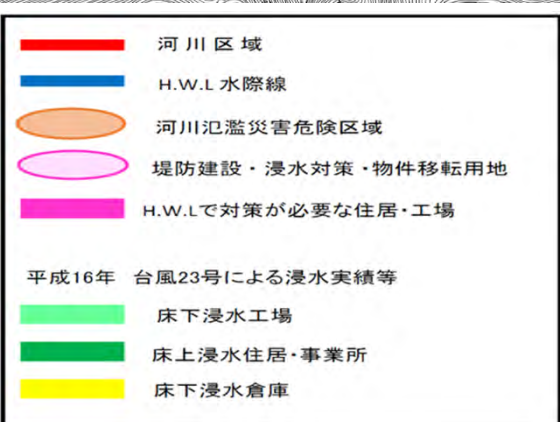 河川区域
H.W.L 水際線
河川氾濫災害危険区域
堤防建設・浸水対策・物件移転用地
H.W.Lで対策が必要な住居・工場
平成16年 台風23号による浸水実績等
床下浸水工場
床上浸水住居・事業所
床下浸水倉庫